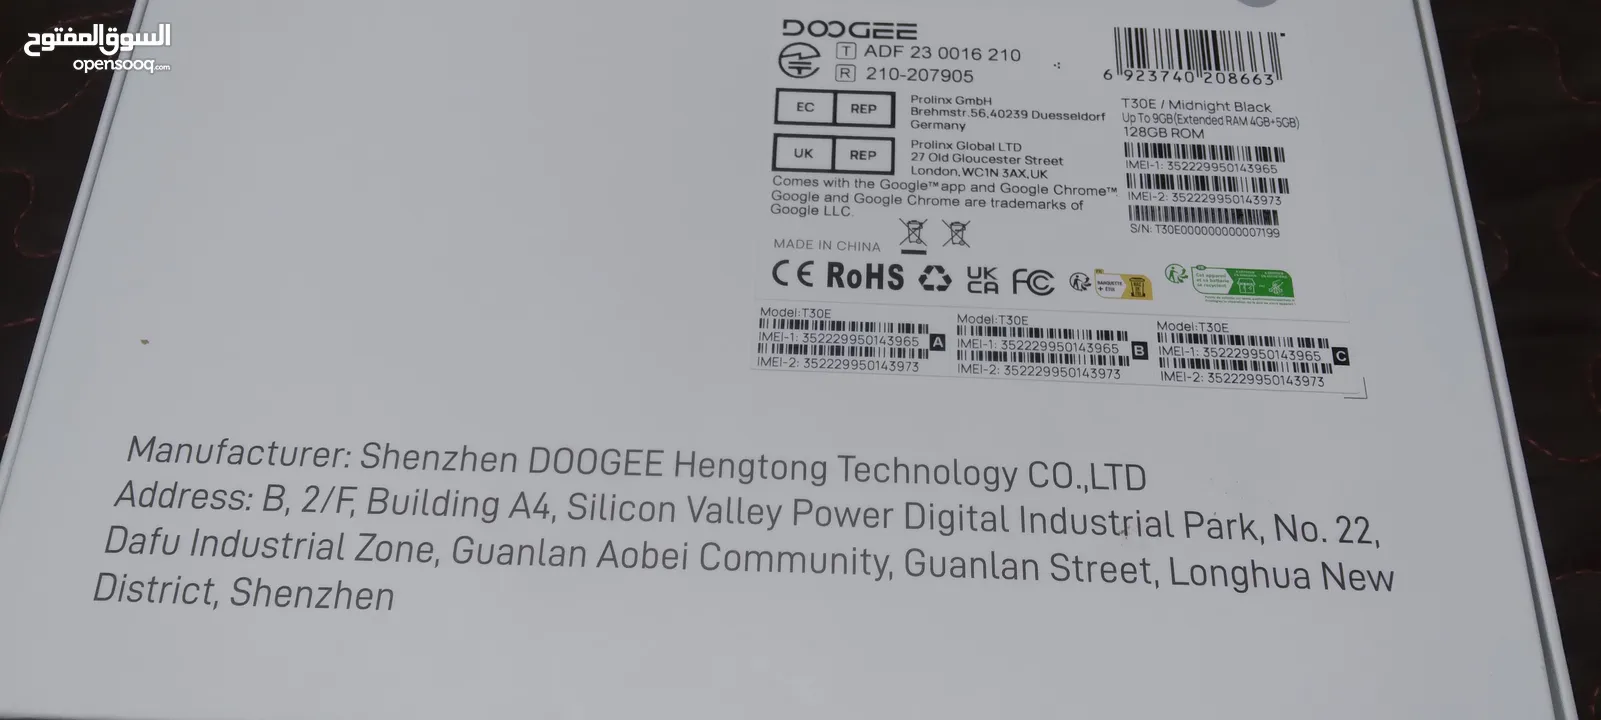 السوق المفتوح
opensooq.com
DOOGEE
T ADF 23 0016 210
R 210-207905
EC REP
Prolinx GmbH
Brehmstr.56,40239 Duesseldorf
Germany
UK REP
Prolinx Global LTD
27 Old Gloucester Street
London,WC1N 3AX,UK
Comes with the Google™app and Google Chrome™
Google and Google Chrome are trademarks of
Google LLC.
MADE IN CHINA
CE RoHS UK CA FC
6 923740 208663
T30E / Midnight Black
Up To 9GB(Extended RAM 4GB+5GB)
128GB ROM
IMEI-1: 352229950143965
IMEI-2: 352229950143973
S/N: T30E000000000007199
Model:T30E
IMEI-1: 352229950143965 A
IMEI-2: 352229950143973
Model:T30E
IMEI-1: 352229950143965 B
IMEI-2: 352229950143973
Model:T30E
IMEI-1: 352229950143965 C
IMEI-2: 352229950143973
Manufacturer: Shenzhen DOOGEE Hengtong Technology CO.,LTD
Address: B, 2/F, Building A4, Silicon Valley Power Digital Industrial Park, No. 22,
Dafu Industrial Zone, Guanlan Aobei Community, Guanlan Street, Longhua New
District, Shenzhen